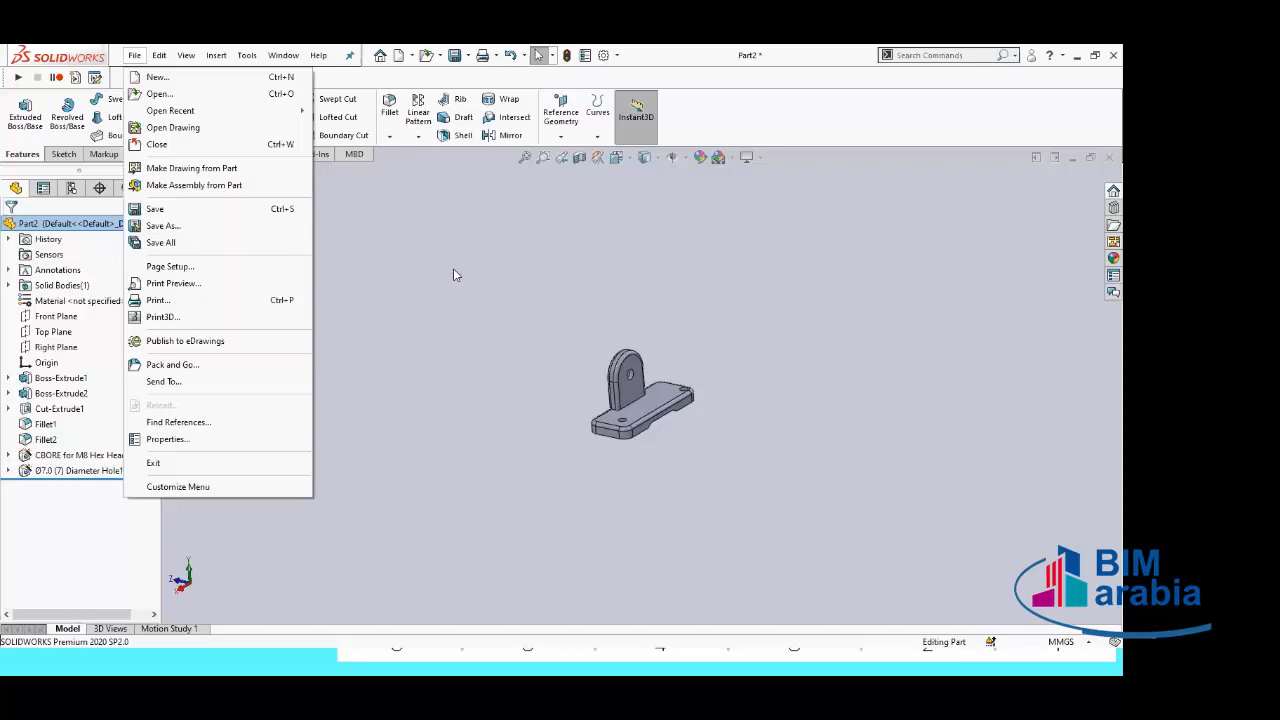 SOLIDWORKS File Edit View Insert Tools Window Help Part2 * Search Commands
Extruded Boss/Base
Revolved Boss/Base
Swept Cut
Lofted Cut
Boundary Cut
Fillet
Linear Pattern
Rib
Draft
Shell
Wrap
Intersect
Mirror
Reference Geometry
Curves
Instant3D
Features Sketch Markup MBD
New... Ctrl+N
Open... Ctrl+O
Open Recent
Open Drawing
Close Ctrl+W
Make Drawing from Part
Make Assembly from Part
Save Ctrl+S
Save As...
Save All
Page Setup...
Print Preview...
Print... Ctrl+P
Print3D...
Publish to eDrawings
Pack and Go...
Send To...
Reload...
Find References...
Properties...
Exit
Customize Menu
Part2 (Default<<Default>_D
History
Sensors
Annotations
Solid Bodies(1)
Material <not specified>
Front Plane
Top Plane
Right Plane
Origin
Boss-Extrude1
Boss-Extrude2
Cut-Extrude1
Fillet1
Fillet2
CBORE for M8 Hex Hea
Ø7.0 (7) Diameter Hole1
Y
Z
X
Model 3D Views Motion Study 1
SOLIDWORKS Premium 2020 SP2.0 Editing Part MMGS
BIM
arabia